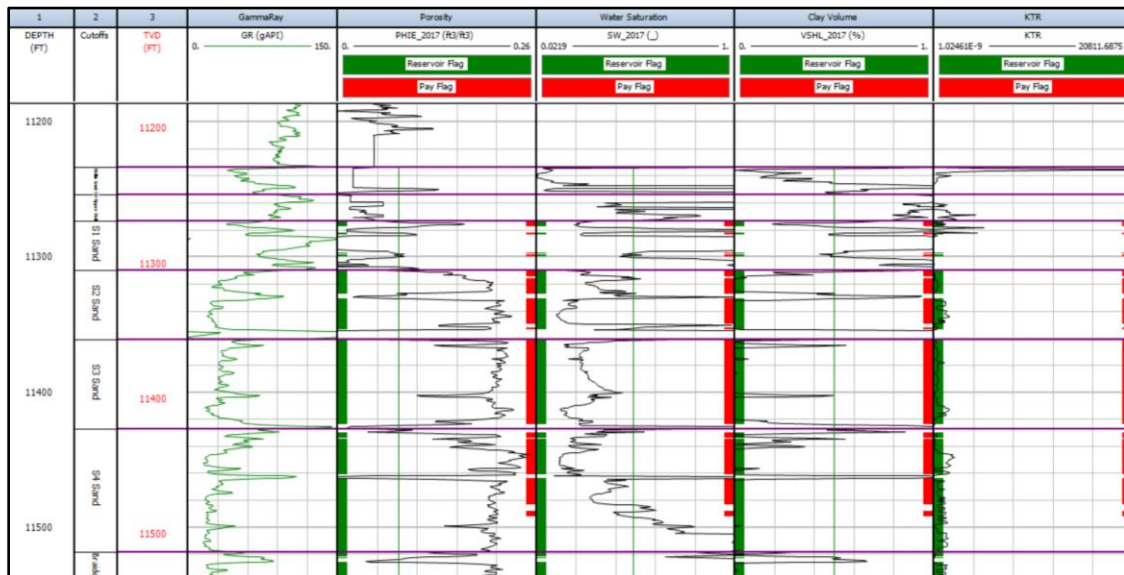 1 2 3 GammaRay Porosity Water Saturation Clay Volume KTR
DEPTH Cutoffs TVD GR (gAPI) PHIE_2017 (ft3/ft3) SW_2017 (_) VSHL_2017 (%) KTR
(FT) (FT) 0. 150. 0. 0.26 0.0219 1. 0. 1. 1.02461E-9 20811.6875
Reservoir Flag Reservoir Flag Reservoir Flag Reservoir Flag
Pay Flag Pay Flag Pay Flag Pay Flag
11200 11200
S1 Sand
11300 11300
S2 Sand
S3 Sand
11400 11400
S4 Sand
11500 11500